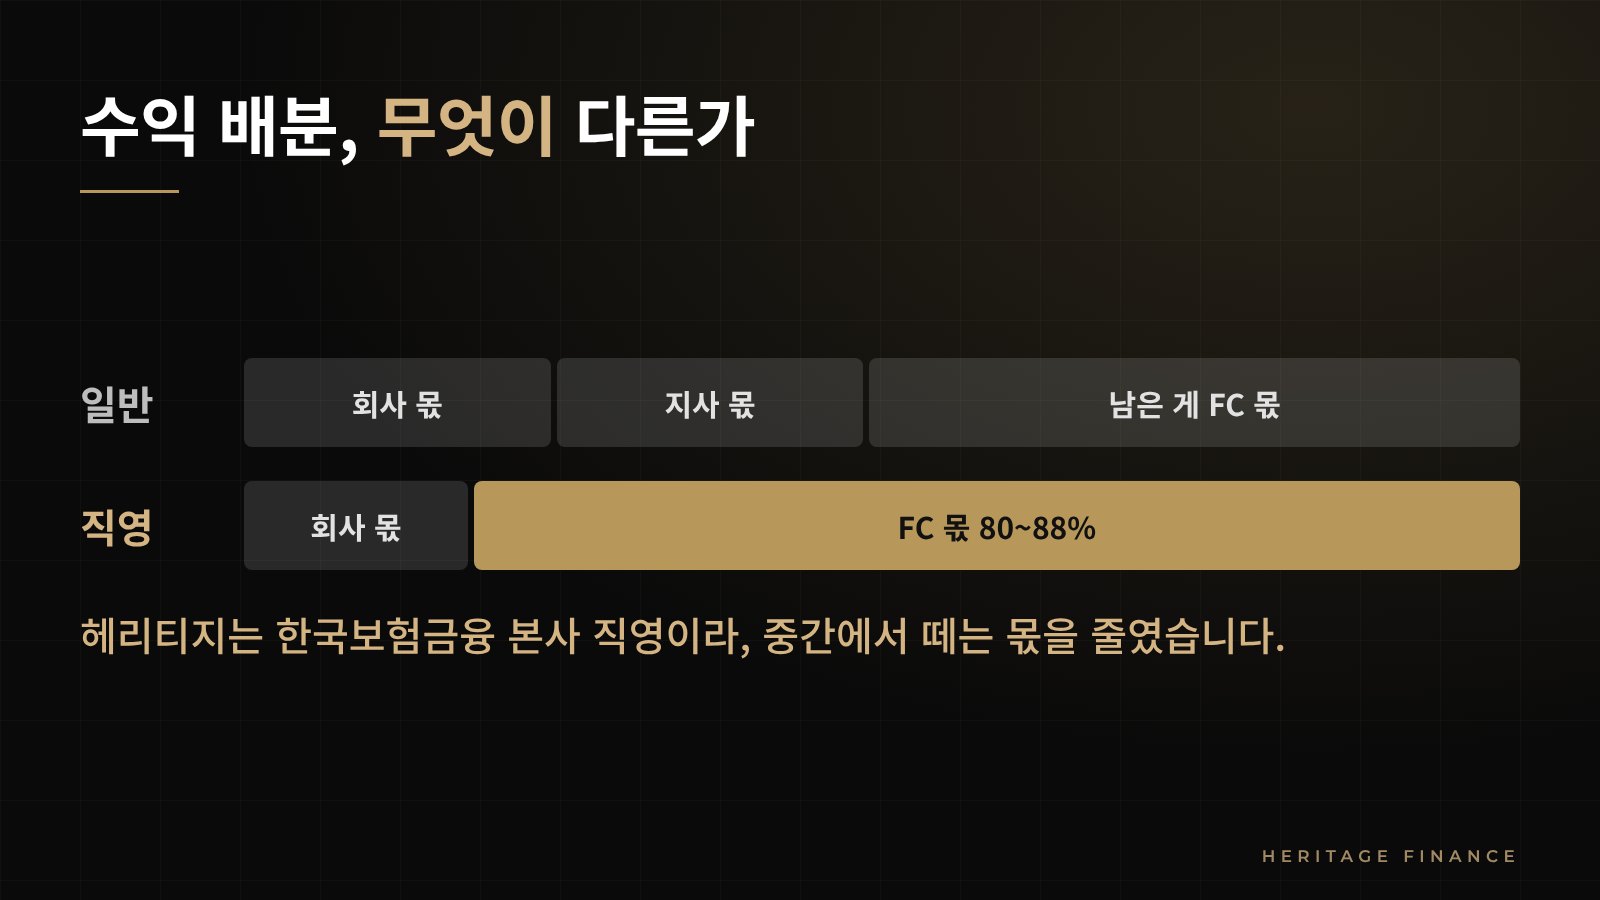 수익 배분, 무엇이 다른가
일반 회사 몫 지사 몫 남은 게 FC 몫
직영 회사 몫 FC 몫 80~88%
헤리티지는 한국보험금융 본사 직영이라, 중간에서 떼는 몫을 줄였습니다.
HERITAGE FINANCE